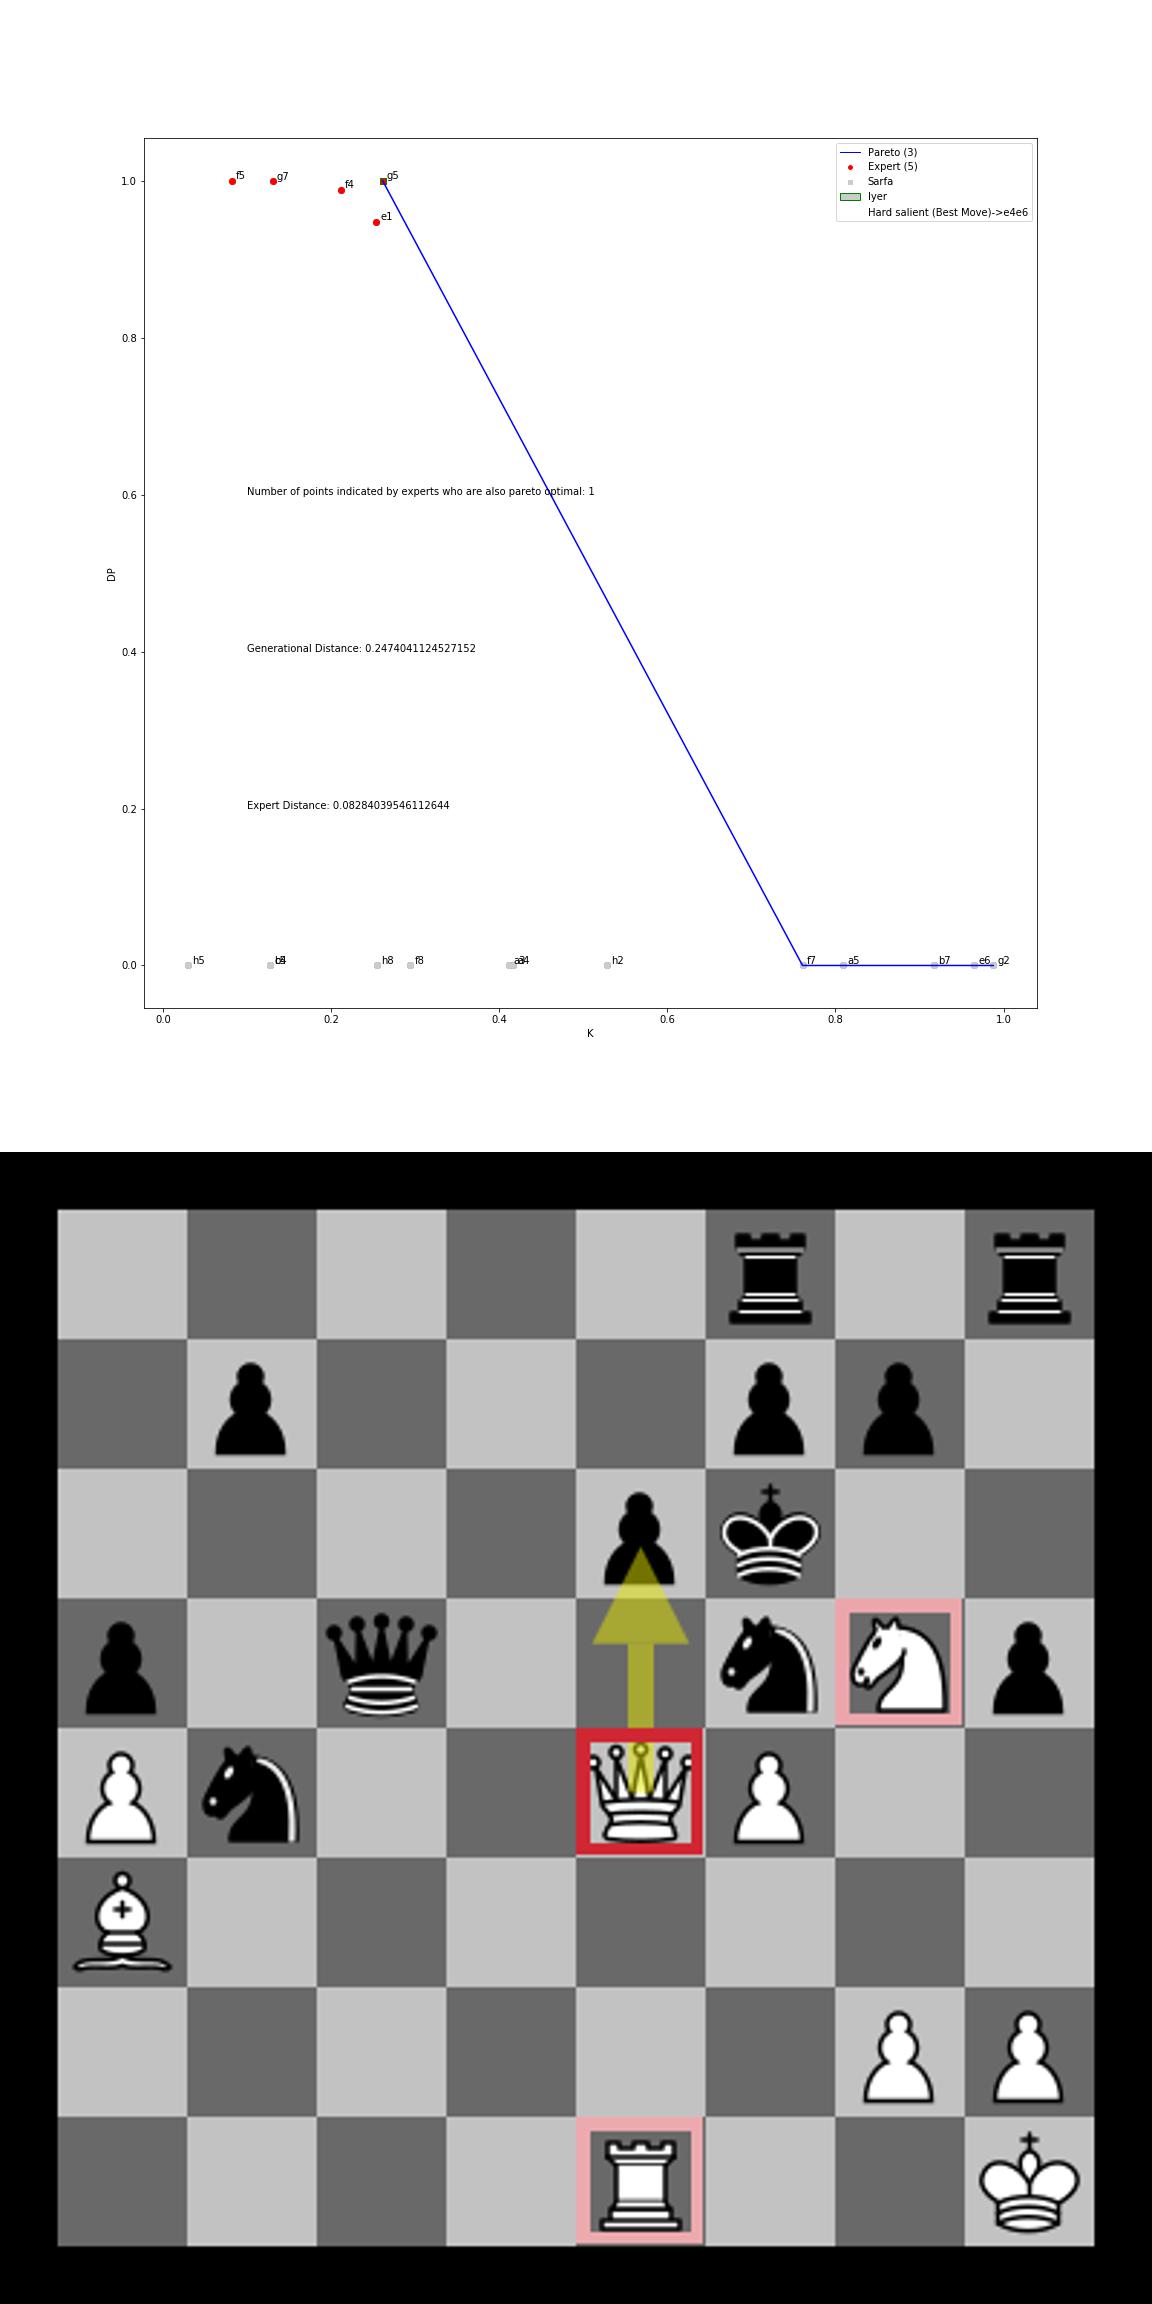 Pareto (3)
Expert (5)
Sarfa
Iyer
Hard salient (Best Move)->e4e6
f5
g7
f4
g5
e1
1.0
0.8
Number of points indicated by experts who are also pareto optimal: 1
0.6
DP
Generational Distance: 0.2474041124527152
0.4
Expert Distance: 0.08284039546112644
0.2
0.0
h5
h8
f8
h2
f7
a5
b7
e6
g2
0.0 0.2 0.4 0.6 0.8 1.0
K